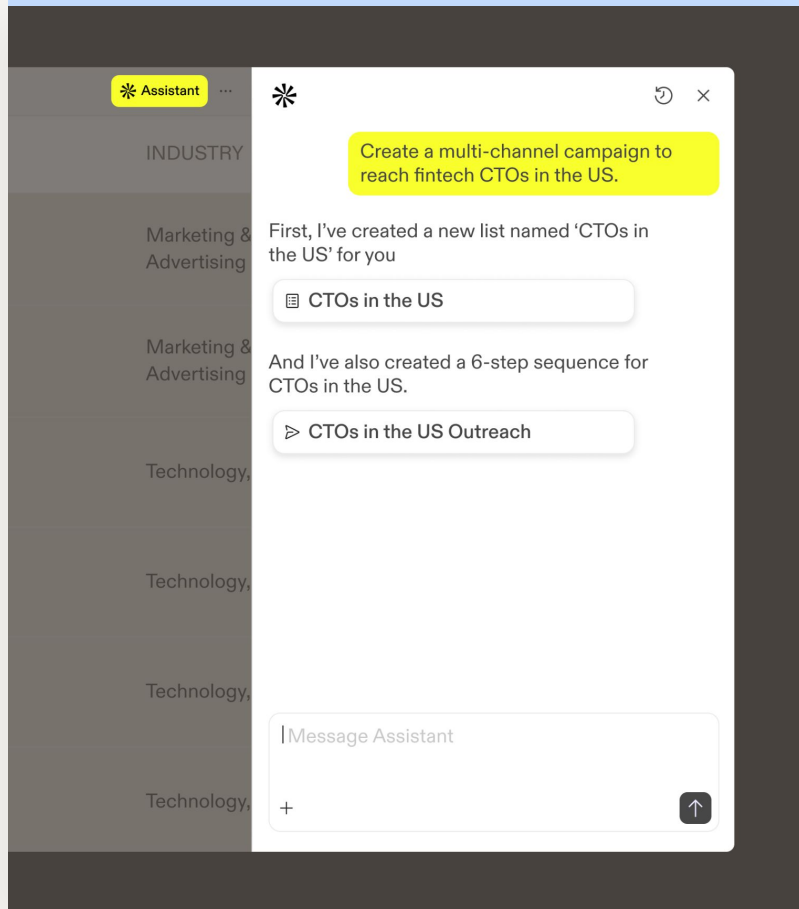 Assistant
...
INDUSTRY
Marketing &
Advertising
Marketing &
Advertising
Technology,
Technology,
Technology,
Technology,
Create a multi-channel campaign to
reach fintech CTOs in the US.
First, I’ve created a new list named ‘CTOs in
the US’ for you
CTOs in the US
And I’ve also created a 6-step sequence for
CTOs in the US.
CTOs in the US Outreach
Message Assistant